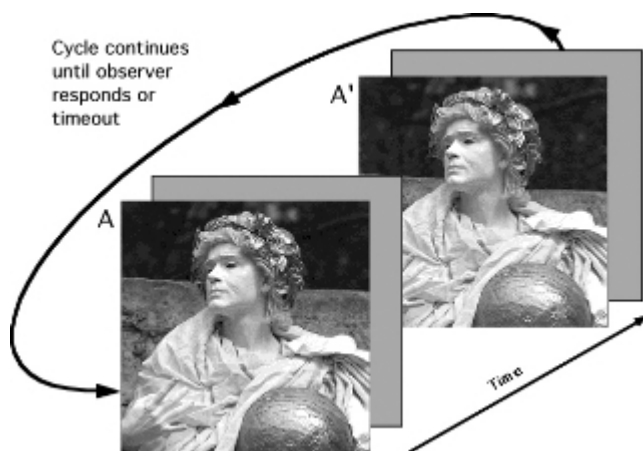 Cycle continues
until observer
responds or
timeout
A'
A
Time